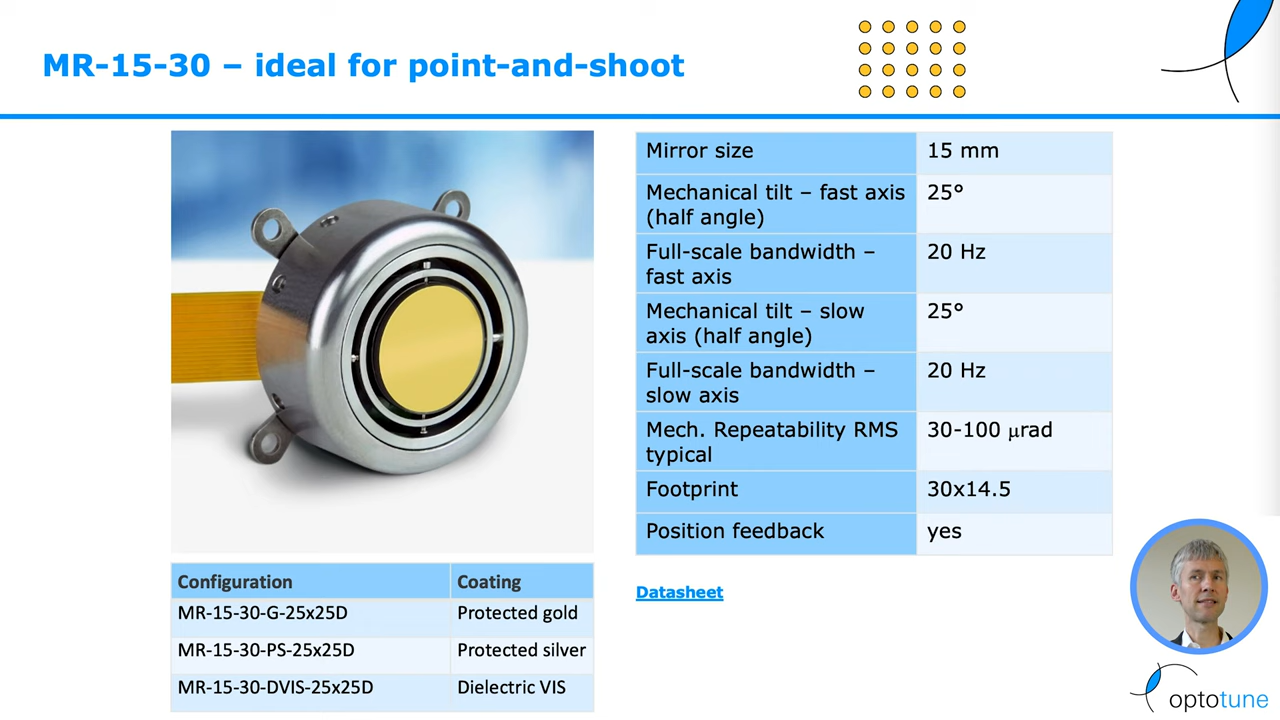 MR-15-30 – ideal for point-and-shoot
Mirror size
15 mm
Mechanical tilt – fast axis
(half angle)
25°
Full-scale bandwidth –
fast axis
20 Hz
Mechanical tilt – slow
axis (half angle)
25°
Full-scale bandwidth –
slow axis
20 Hz
Mech. Repeatability RMS
typical
30-100 μrad
Footprint
30x14.5
Position feedback
yes
Configuration
Coating
MR-15-30-G-25x25D
Protected gold
MR-15-30-PS-25x25D
Protected silver
MR-15-30-DVIS-25x25D
Dielectric VIS
Datasheet
optotune